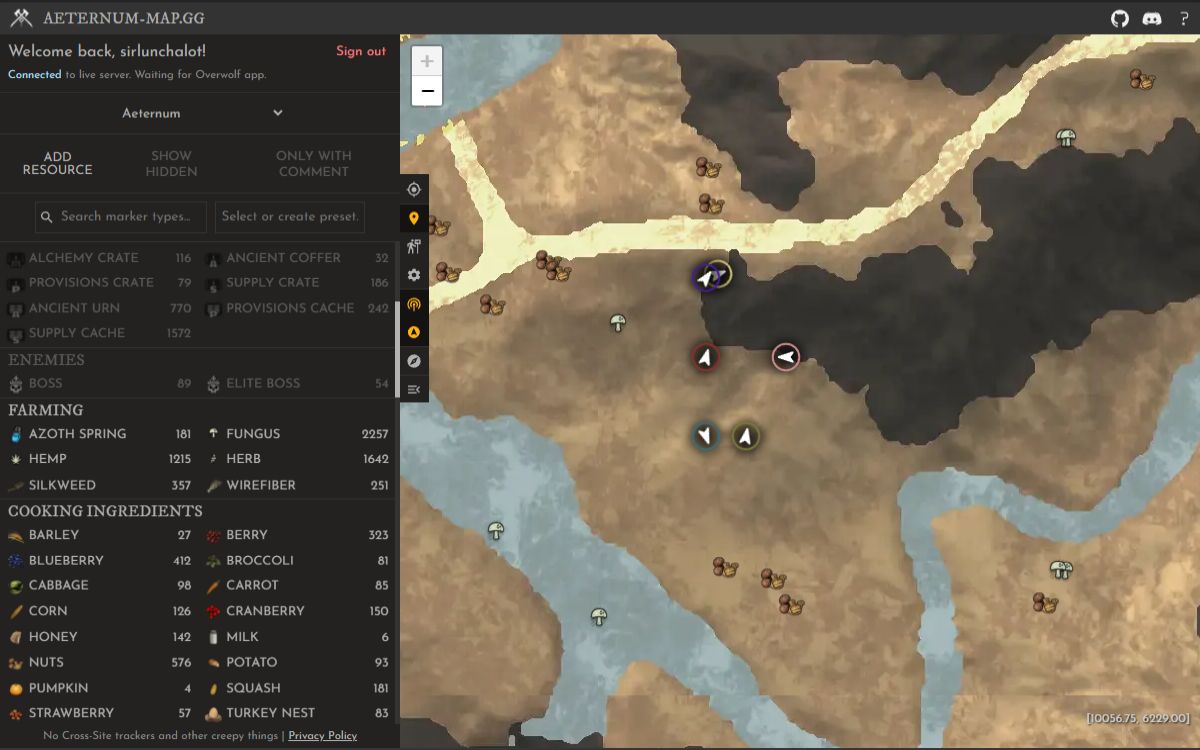 AETERNUM-MAP.GG
?
Welcome back, sirlunchalot!
Sign out
Connected to live server. Waiting for Overwolf app.
Aeternum
ADD
RESOURCE
SHOW
HIDDEN
ONLY WITH
COMMENT
Search marker types...
Select or create preset.
ALCHEMY CRATE 116 ANCIENT COFFER 32
PROVISIONS CRATE 79 SUPPLY CRATE 186
ANCIENT URN 770 PROVISIONS CACHE 242
SUPPLY CACHE 1572
ENEMIES
BOSS 89 ELITE BOSS 54
FARMING
AZOTH SPRING 181 FUNGUS 2257
HEMP 1215 HERB 1642
SILKWEED 357 WIREFIBER 251
COOKING INGREDIENTS
BARLEY 27 BERRY 323
BLUEBERRY 412 BROCCOLI 81
CABBAGE 98 CARROT 85
CORN 126 CRANBERRY 150
HONEY 142 MILK 6
NUTS 576 POTATO 93
PUMPKIN 4 SQUASH 181
STRAWBERRY 57 TURKEY NEST 83
No Cross-Site trackers and other creepy things | Privacy Policy
+
−
[10056.75, 6229.00]